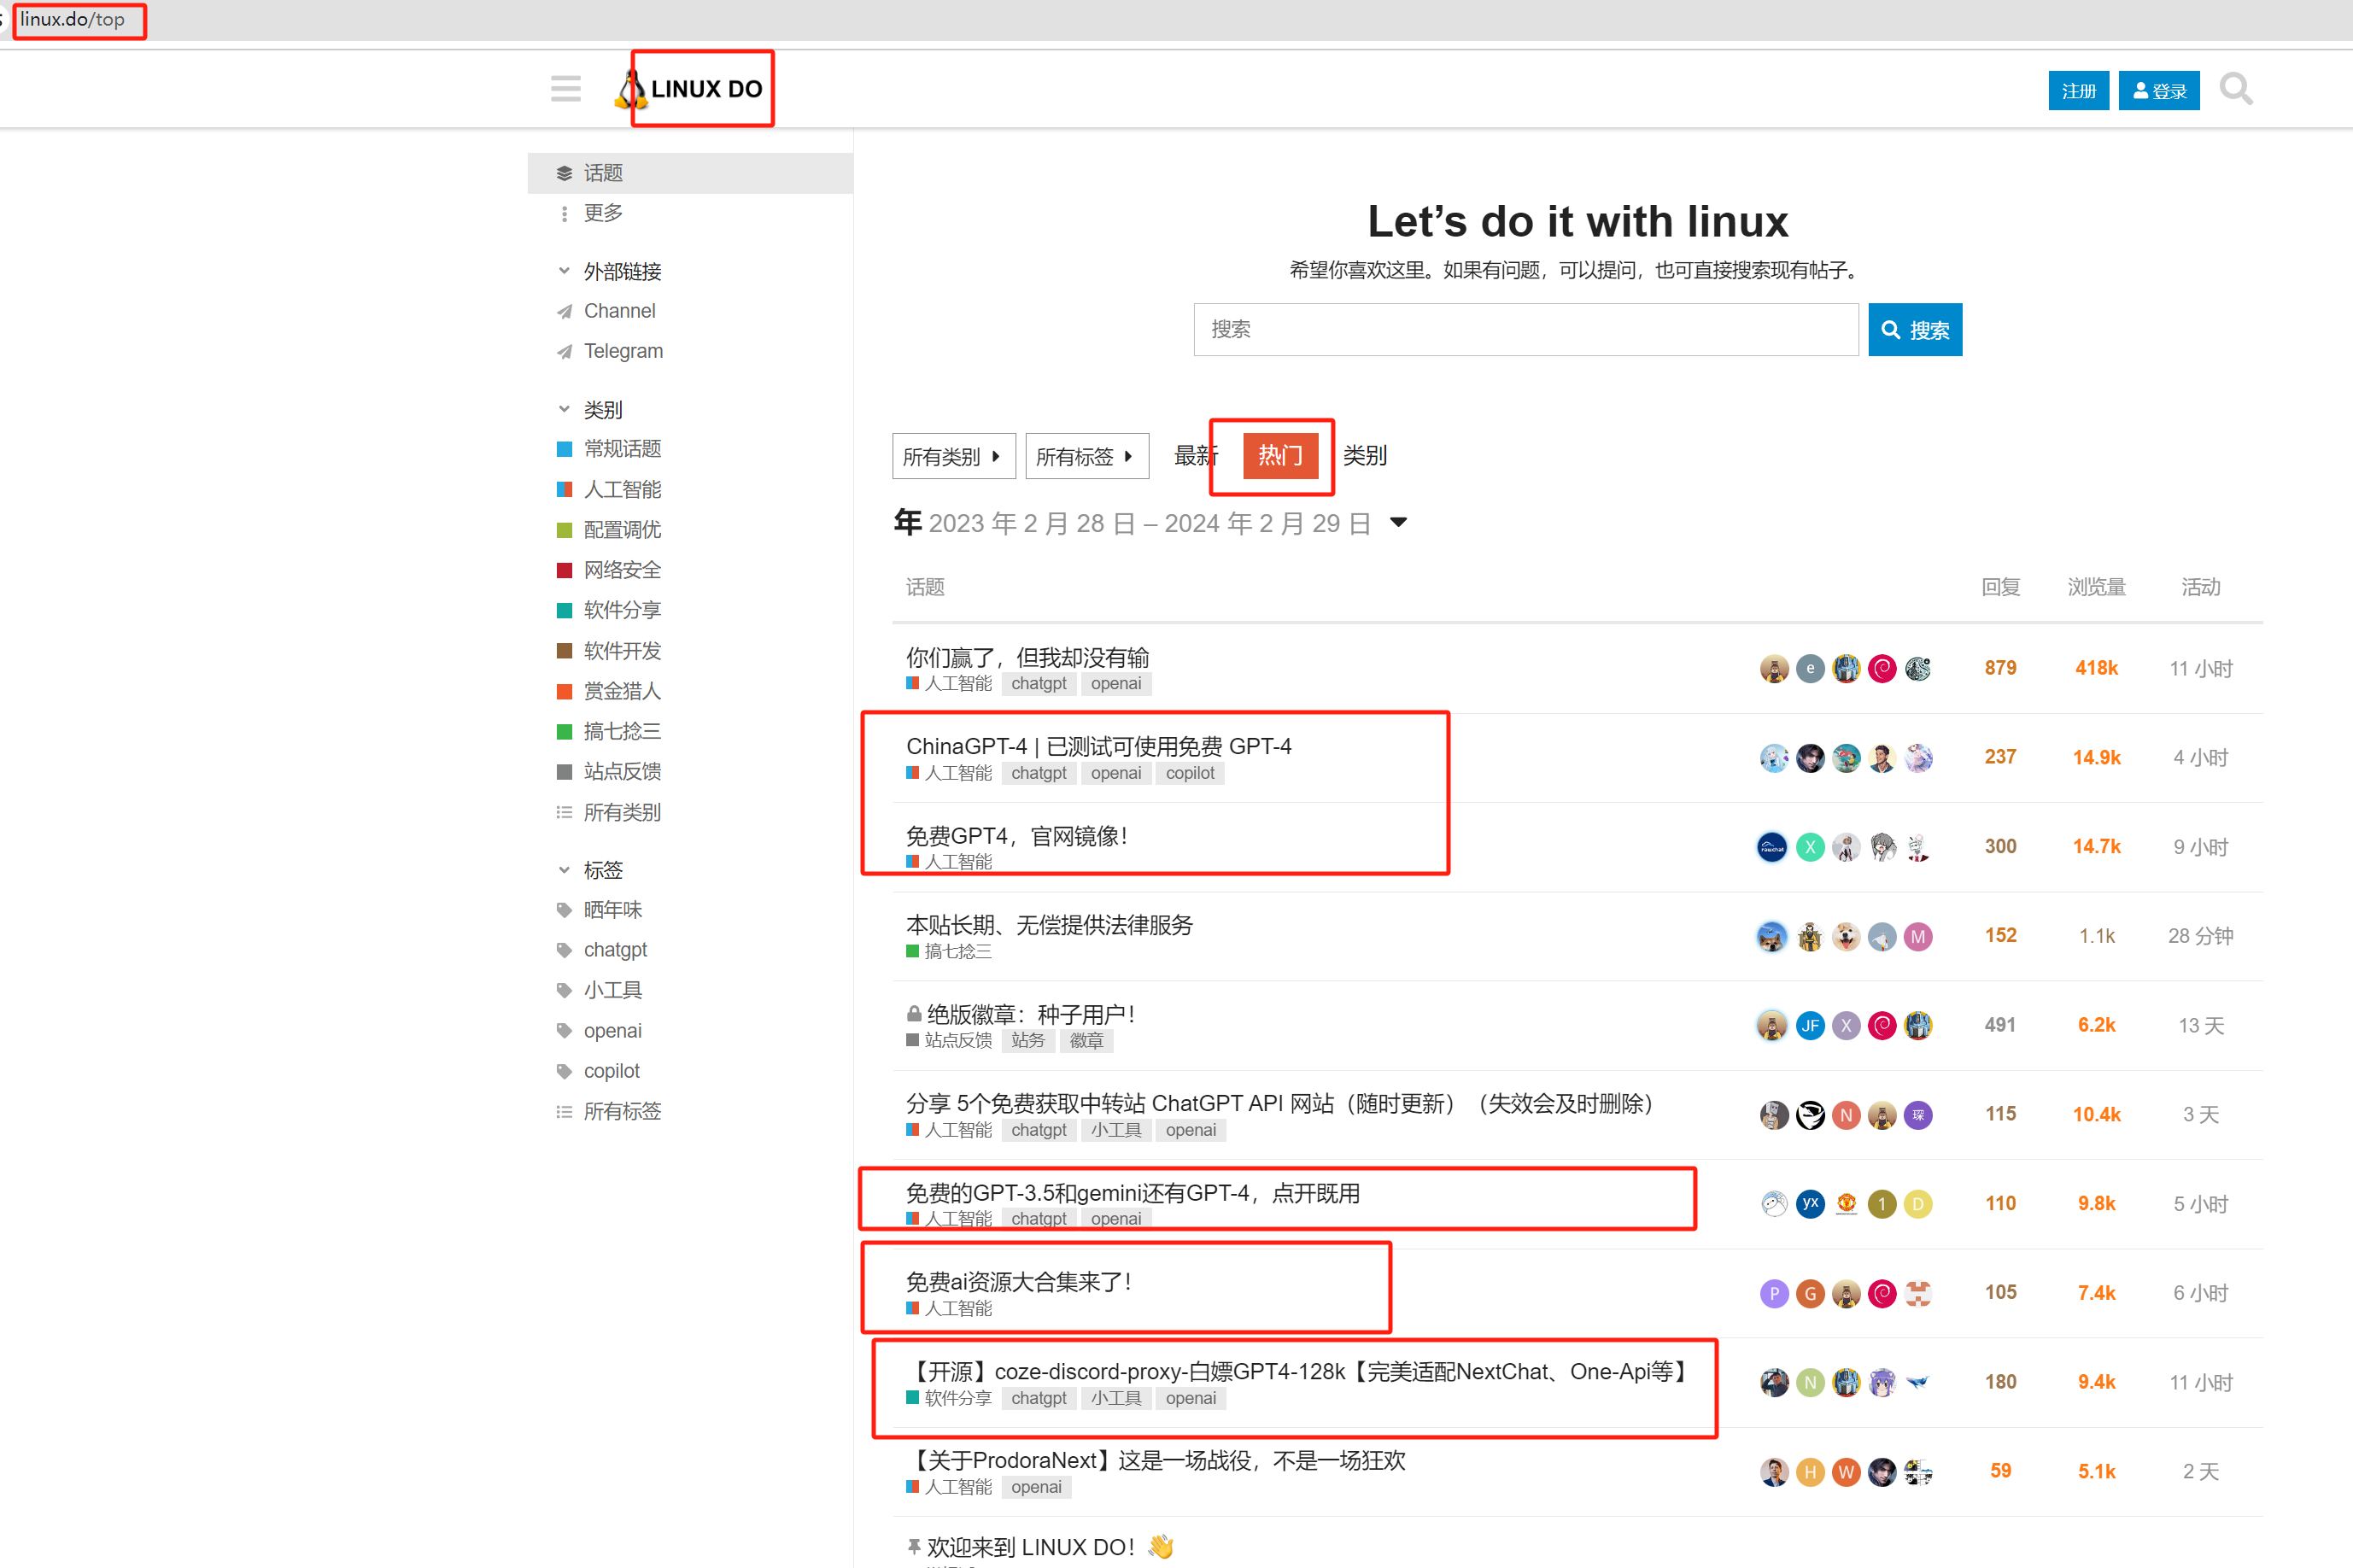 linux.do/top
LINUX DO
注册
登录
话题
更多
外部链接
Channel
Telegram
类别
常规话题
人工智能
配置调优
网络安全
软件分享
软件开发
赏金猎人
搞七捻三
站点反馈
所有类别
标签
晒年味
chatgpt
小工具
openai
copilot
所有标签
Let’s do it with linux
希望你喜欢这里。如果有问题，可以提问，也可直接搜索现有帖子。
搜索
搜索
所有类别 所有标签 最新 热门 类别
年 2023 年 2 月 28 日 – 2024 年 2 月 29 日
话题 回复 浏览量 活动
你们赢了，但我却没有输
e 879 418k 11 小时
人工智能 chatgpt openai
ChinaGPT-4 | 已测试可使用免费 GPT-4
237 14.9k 4 小时
人工智能 chatgpt openai copilot
免费GPT4，官网镜像！
X 300 14.7k 9 小时
人工智能
本贴长期、无偿提供法律服务
M 152 1.1k 28 分钟
搞七捻三
绝版徽章：种子用户！
JF X 491 6.2k 13 天
站点反馈 站务 徽章
分享 5个免费获取中转站 ChatGPT API 网站（随时更新）（失效会及时删除）
N 琛 115 10.4k 3 天
人工智能 chatgpt 小工具 openai
免费的GPT-3.5和gemini还有GPT-4，点开既用
yx 1 D 110 9.8k 5 小时
人工智能 chatgpt openai
免费ai资源大合集来了！
P G 105 7.4k 6 小时
人工智能
【开源】coze-discord-proxy-白嫖GPT4-128k【完美适配NextChat、One-Api等】
N 180 9.4k 11 小时
软件分享 chatgpt 小工具 openai
【关于ProdoraNext】这是一场战役，不是一场狂欢
H W 59 5.1k 2 天
人工智能 openai
欢迎来到 LINUX DO！